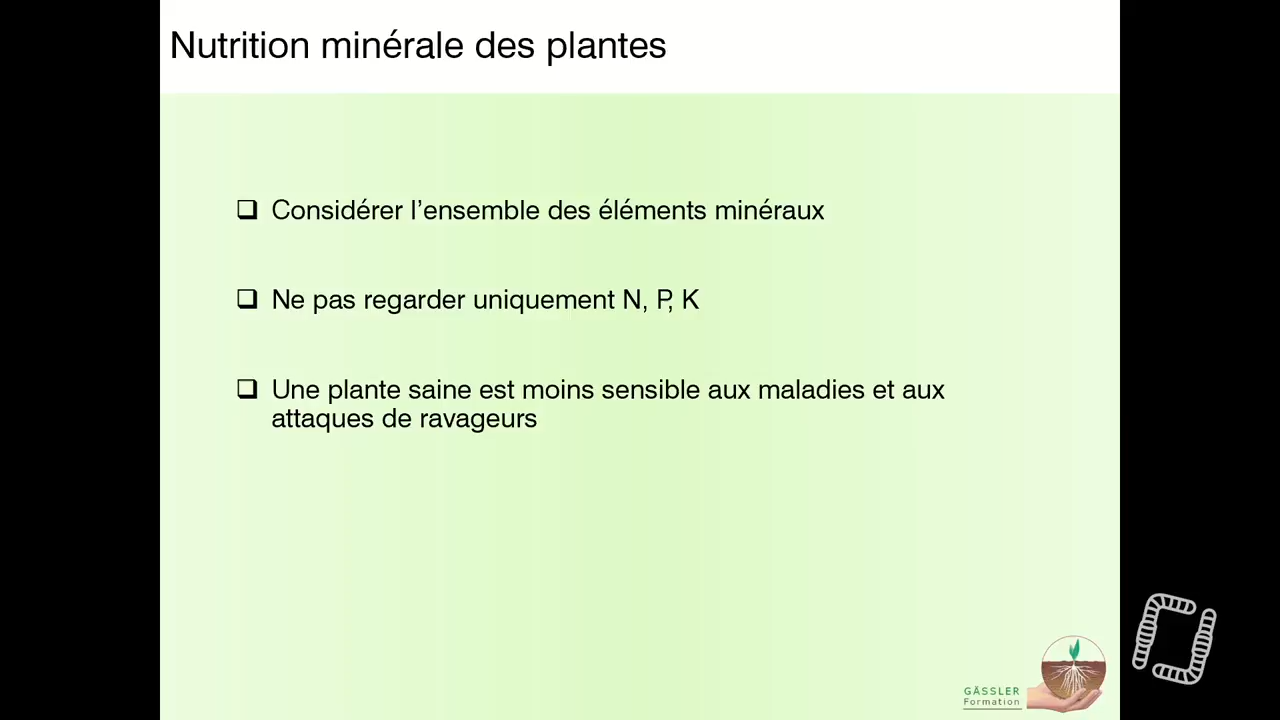 Nutrition minérale des plantes
❑ Considérer l’ensemble des éléments minéraux
❑ Ne pas regarder uniquement N, P, K
❑ Une plante saine est moins sensible aux maladies et aux
attaques de ravageurs
GÄSSLER
Formation